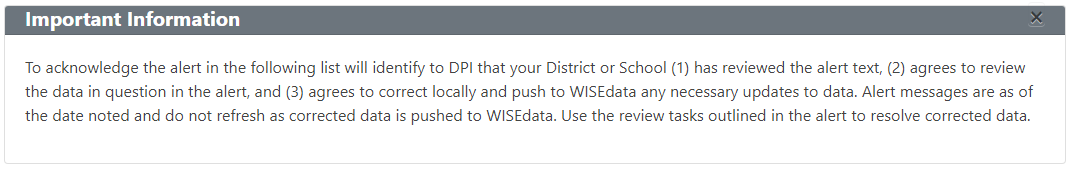 Important Information
To acknowledge the alert in the following list will identify to DPI that your District or School (1) has reviewed the alert text, (2) agrees to review
the data in question in the alert, and (3) agrees to correct locally and push to WISEdata any necessary updates to data. Alert messages are as of
the date noted and do not refresh as corrected data is pushed to WISEdata. Use the review tasks outlined in the alert to resolve corrected data.